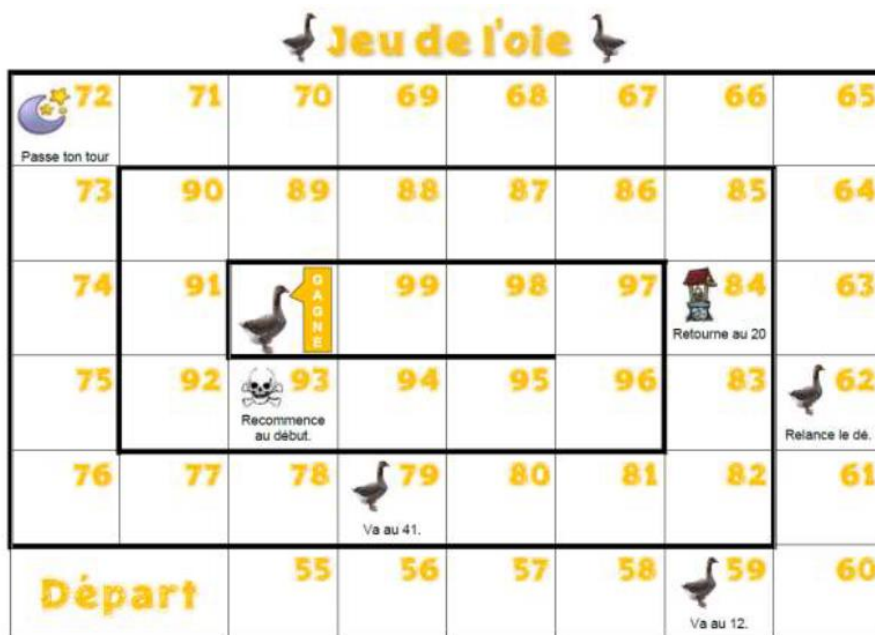 Jeu de l'oie
72 71 70 69 68 67 66 65
Passe ton tour
73 90 89 88 87 86 85 64
74 91 GAGNE 99 98 97 84 63
Retourne au 20
75 92 93 94 95 96 83 62
Recommence
au début.
Relance le dé.
76 77 78 79 80 81 82 61
Va au 41.
Départ 55 56 57 58 59 60
Va au 12.